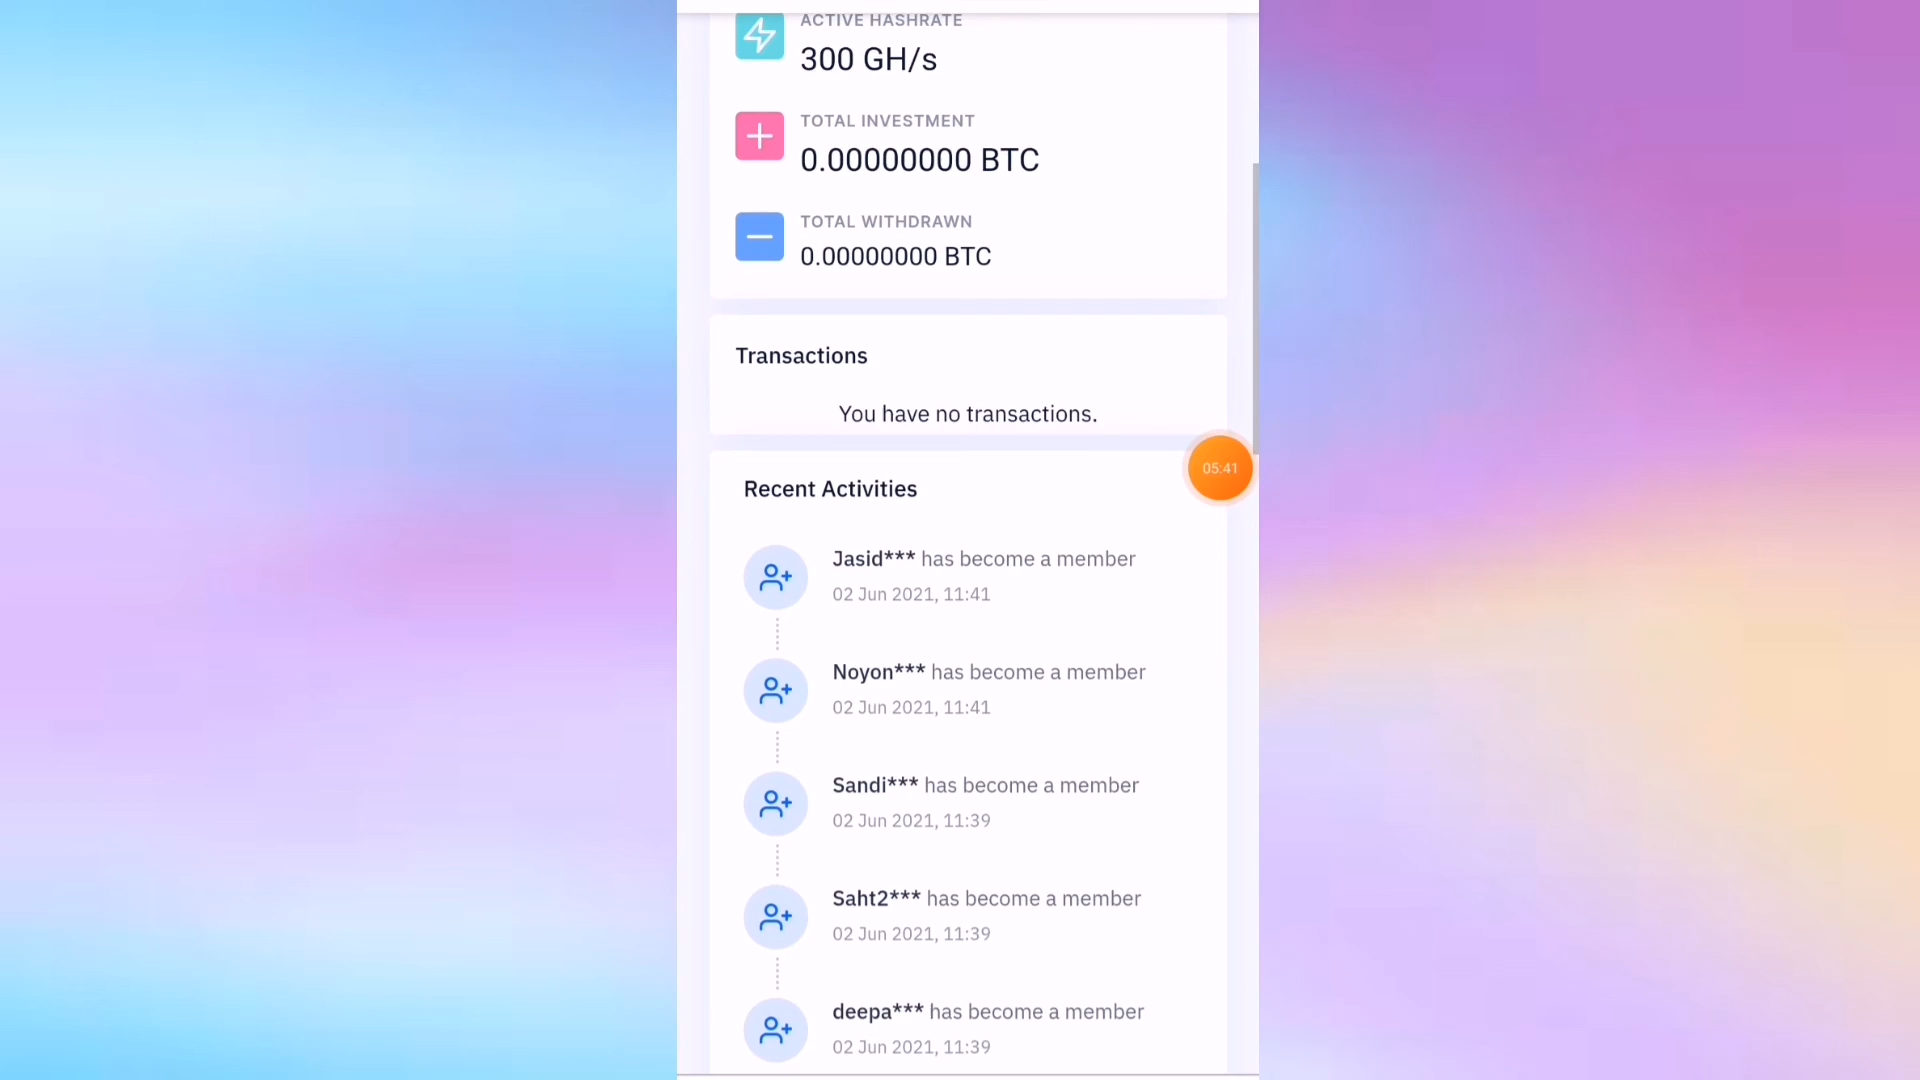 ACTIVE HASHRATE
300 GH/s
TOTAL INVESTMENT
0.00000000 BTC
TOTAL WITHDRAWN
0.00000000 BTC
Transactions
You have no transactions.
05:41
Recent Activities
Jasid*** has become a member
02 Jun 2021, 11:41
Noyon*** has become a member
02 Jun 2021, 11:41
Sandi*** has become a member
02 Jun 2021, 11:39
Saht2*** has become a member
02 Jun 2021, 11:39
deepa*** has become a member
02 Jun 2021, 11:39